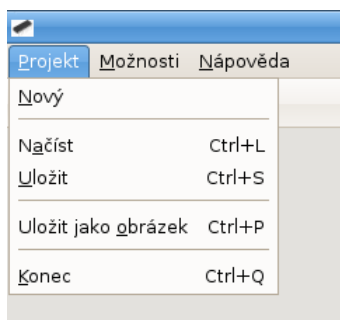 Projekt Možnosti Nápověda
Nový
Načíst Ctrl+L
Uložit Ctrl+S
Uložit jako obrázek Ctrl+P
Konec Ctrl+Q